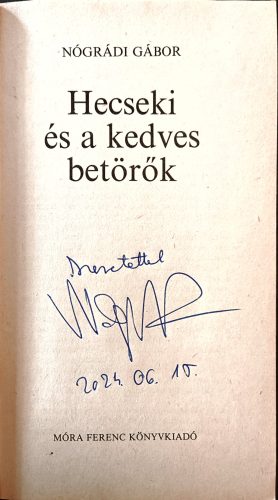 NÓGRÁDI GÁBOR
Hecseki
és a kedves
betörők
Szeretettel
2024. 06. 15.
MÓRA FERENC KÖNYVKIADÓ